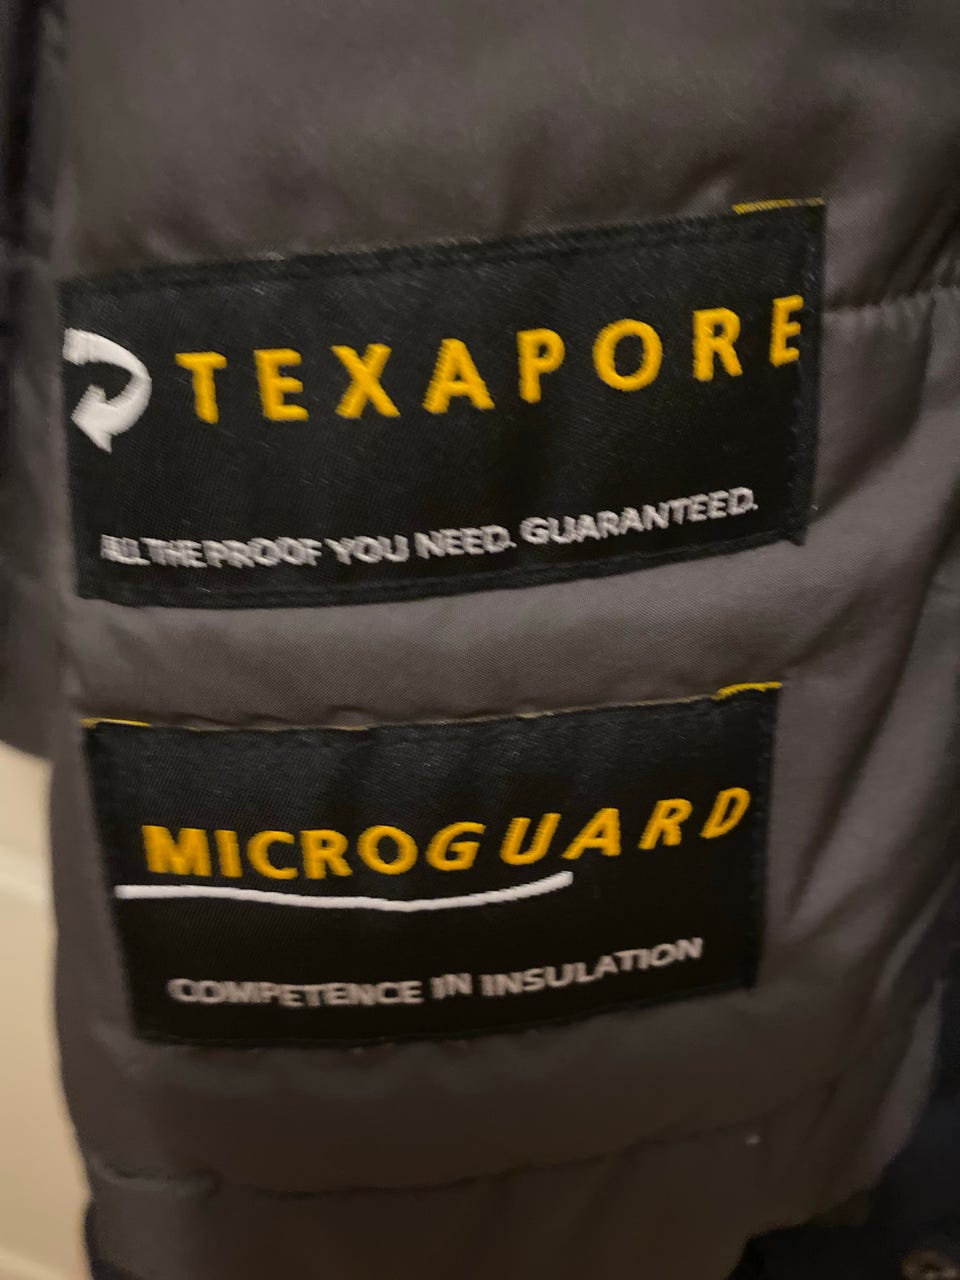 TEXAPORE
ALL THE PROOF YOU NEED. GUARANTEED.
MICROGUARD
COMPETENCE IN INSULATION